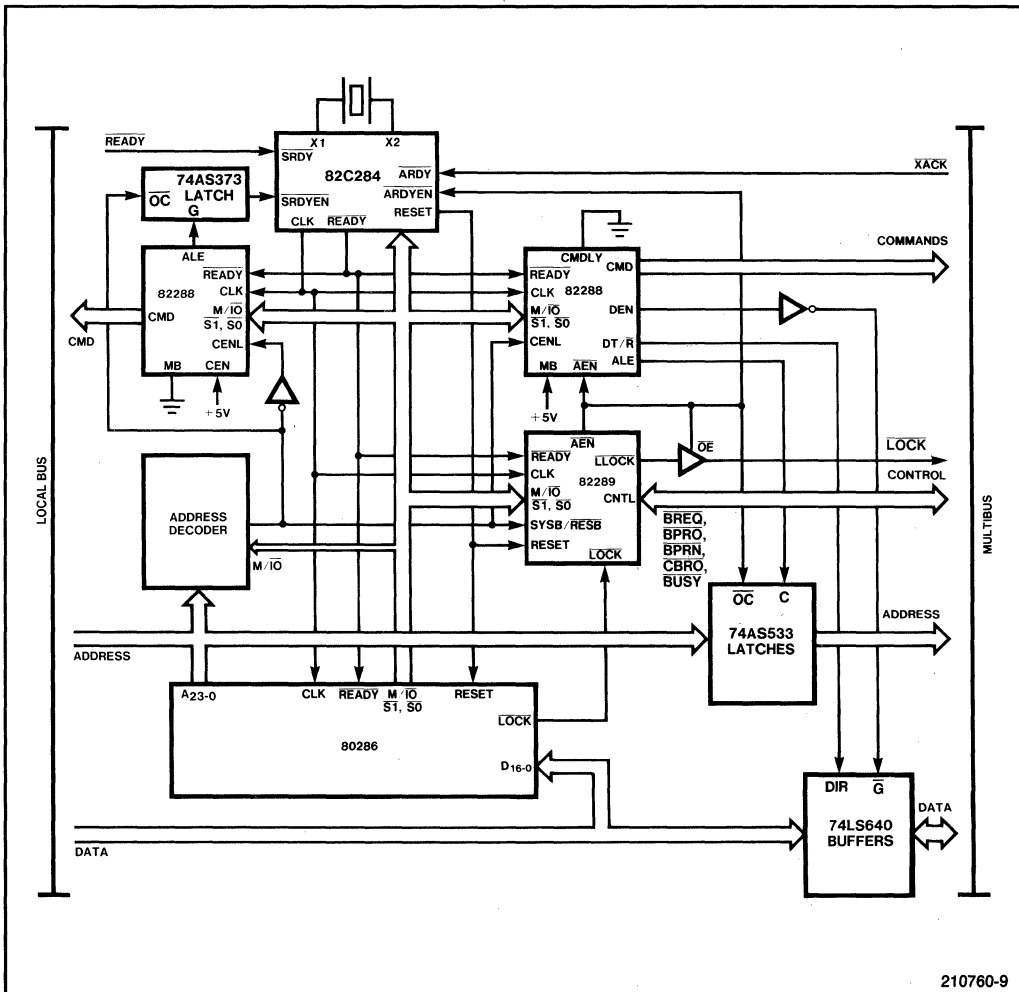 X1 X2
READY
SRDY
82C284
ARDY
XACK
ARDYEN
SRDYEN
RESET
CLK READY
74AS373
LATCH
OC
G
ALE
READY
82288
CLK
CMD
M/IO
S1, S0
CENL
MB CEN
+5V
CMD
CMDLY
CMD
COMMANDS
READY
CLK 82288
DEN
M/IO
S1, S0
DT/R
CENL
ALE
MB AEN
+5V
AEN
OE
READY
LLOCK
LOCK
CLK
82289
M/IO
S1, S0
CNTL
CONTROL
SYSB/RESB
RESET
LOCK
BREQ,
BPRO,
BPRN,
CBRO,
BUSY
LOCAL BUS
MULTIBUS
ADDRESS
DECODER
M/IO
OC C
74AS533
LATCHES
ADDRESS
ADDRESS
A23-0 CLK READY M/IO RESET
S1, S0
LOCK
80286
D16-0
DIR G
74LS640
BUFFERS
DATA
DATA
210760-9